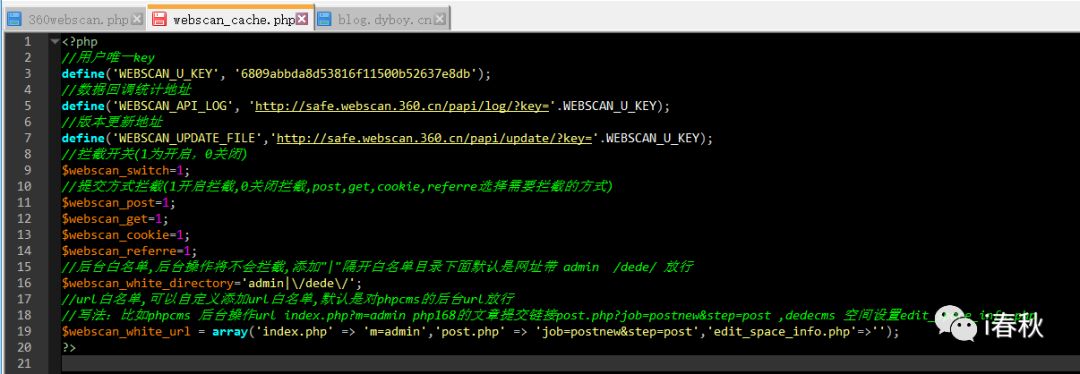 360webscan.php webscan_cache.php blog.dyboy.cn
1 <?php
2 //用户唯一key
3 define('WEBSCAN_U_KEY', '6809abbda8d53816f11500b52637e8db');
4 //数据回调统计地址
5 define('WEBSCAN_API_LOG', 'http://safe.webscan.360.cn/papi/log/?key='.WEBSCAN_U_KEY);
6 //版本更新地址
7 define('WEBSCAN_UPDATE_FILE','http://safe.webscan.360.cn/papi/update/?key='.WEBSCAN_U_KEY);
8 //拦截开关(1为开启，0关闭)
9 $webscan_switch=1;
10 //提交方式拦截(1开启拦截,0关闭拦截,post,get,cookie,referre选择需要拦截的方式)
11 $webscan_post=1;
12 $webscan_get=1;
13 $webscan_cookie=1;
14 $webscan_referre=1;
15 //后台白名单,后台操作将不会拦截,添加"|"隔开白名单目录下面默认是网址带 admin  /dede/ 放行
16 $webscan_white_directory='admin|\/dede\/';
17 //url白名单,可以自定义添加url白名单,默认是对phpcms的后台url放行
18 //写法：比如phpcms 后台操作url index.php?m=admin php168的文章提交链接post.php?job=postnew&step=post ,dedecms 空间设置edit_space_info.php
19 $webscan_white_url = array('index.php' => 'm=admin','post.php' => 'job=postnew&step=post','edit_space_info.php'=>'');
20 ?>
21
i春秋